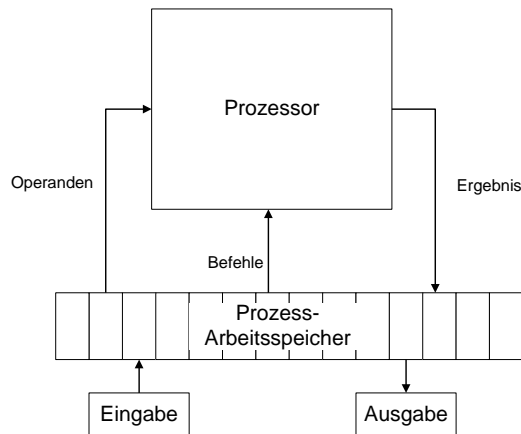 Prozessor
Operanden
Ergebnis
Befehle
Prozess-
Arbeitsspeicher
Eingabe
Ausgabe